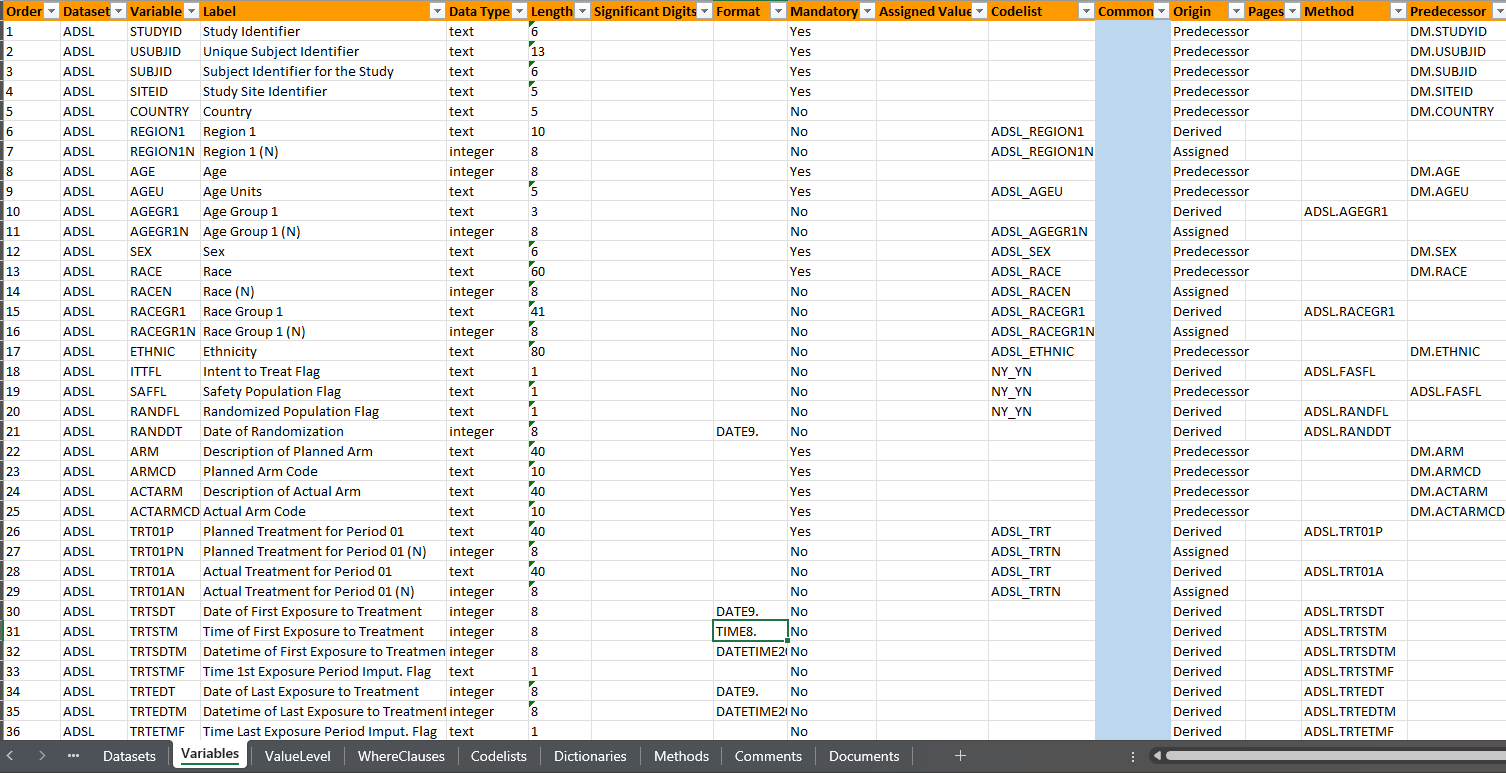 Order Dataset Variable Label Data Type Length Significant Digits Format Mandatory Assigned Value Codelist Common Origin Pages Method Predecessor
1 ADSL STUDYID Study Identifier text 6 Yes Predecessor DM.STUDYID
2 ADSL USUBJID Unique Subject Identifier text 13 Yes Predecessor DM.USUBJID
3 ADSL SUBJID Subject Identifier for the Study text 6 Yes Predecessor DM.SUBJID
4 ADSL SITEID Study Site Identifier text 5 Yes Predecessor DM.SITEID
5 ADSL COUNTRY Country text 5 No Predecessor DM.COUNTRY
6 ADSL REGION1 Region 1 text 10 No ADSL_REGION1 Derived
7 ADSL REGION1N Region 1 (N) integer 8 No ADSL_REGION1N Assigned
8 ADSL AGE Age integer 8 Yes Predecessor DM.AGE
9 ADSL AGEU Age Units text 5 Yes ADSL_AGEU Predecessor DM.AGEU
10 ADSL AGEGR1 Age Group 1 text 3 No Derived ADSL.AGEGR1
11 ADSL AGEGR1N Age Group 1 (N) integer 8 No ADSL_AGEGR1N Assigned
12 ADSL SEX Sex text 6 Yes ADSL_SEX Predecessor DM.SEX
13 ADSL RACE Race text 60 Yes ADSL_RACE Predecessor DM.RACE
14 ADSL RACEN Race (N) integer 8 No ADSL_RACEN Assigned
15 ADSL RACEGR1 Race Group 1 text 41 No ADSL_RACEGR1 Derived ADSL.RACEGR1
16 ADSL RACEGR1N Race Group 1 (N) integer 8 No ADSL_RACEGR1N Assigned
17 ADSL ETHNIC Ethnicity text 80 No ADSL_ETHNIC Predecessor DM.ETHNIC
18 ADSL ITTFL Intent to Treat Flag text 1 No NY_YN Derived ADSL.FASFL
19 ADSL SAFFL Safety Population Flag text 1 No NY_YN Predecessor ADSL.FASFL
20 ADSL RANDFL Randomized Population Flag text 1 No NY_YN Derived ADSL.RANDFL
21 ADSL RANDDT Date of Randomization integer 8 DATE9. No Derived ADSL.RANDDT
22 ADSL ARM Description of Planned Arm text 40 Yes Predecessor DM.ARM
23 ADSL ARMCD Planned Arm Code text 10 Yes Predecessor DM.ARMCD
24 ADSL ACTARM Description of Actual Arm text 40 Yes Predecessor DM.ACTARM
25 ADSL ACTARMCD Actual Arm Code text 10 Yes Predecessor DM.ACTARMCD
26 ADSL TRT01P Planned Treatment for Period 01 text 40 Yes ADSL_TRT Derived ADSL.TRT01P
27 ADSL TRT01PN Planned Treatment for Period 01 (N) integer 8 No ADSL_TRTN Assigned
28 ADSL TRT01A Actual Treatment for Period 01 text 40 No ADSL_TRT Derived ADSL.TRT01A
29 ADSL TRT01AN Actual Treatment for Period 01 (N) integer 8 No ADSL_TRTN Assigned
30 ADSL TRTSDT Date of First Exposure to Treatment integer 8 DATE9. No Derived ADSL.TRTSDT
31 ADSL TRTSTM Time of First Exposure to Treatment integer 8 TIME8. No Derived ADSL.TRTSTM
32 ADSL TRTSDTM Datetime of First Exposure to Treatmen integer 8 DATETIME2 No Derived ADSL.TRTSDTM
33 ADSL TRTSTMF Time 1st Exposure Period Imput. Flag text 1 No Derived ADSL.TRTSTMF
34 ADSL TRTEDT Date of Last Exposure to Treatment integer 8 DATE9. No Derived ADSL.TRTEDT
35 ADSL TRTEDTM Datetime of Last Exposure to Treatment integer 8 DATETIME2 No Derived ADSL.TRTEDTM
36 ADSL TRTETMF Time Last Exposure Period Imput. Flag text 1 No Derived ADSL.TRTETMF
Datasets Variables ValueLevel WhereClauses Codelists Dictionaries Methods Comments Documents